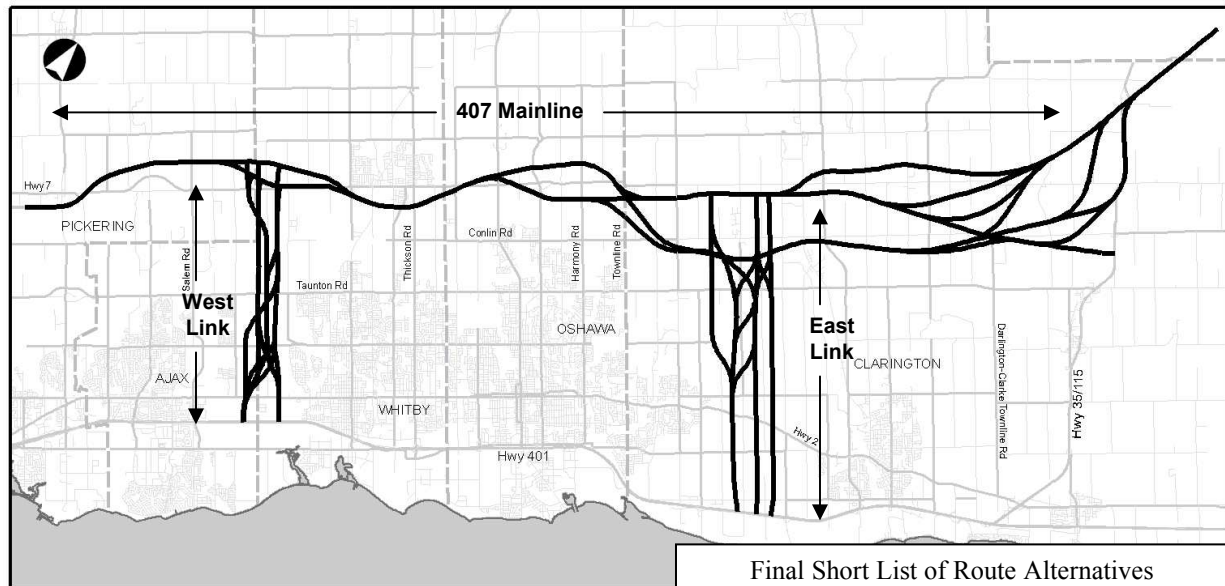 407 Mainline
Hwy 7
PICKERING
Salem Rd
Thickson Rd
Conlin Rd
Harmony Rd
Townline Rd
West
Link
Taunton Rd
OSHAWA
East
Link
CLARINGTON
Darlington-Clarke Townline Rd
Hwy 35/115
AJAX
WHITBY
Hwy 2
Hwy 401
Final Short List of Route Alternatives